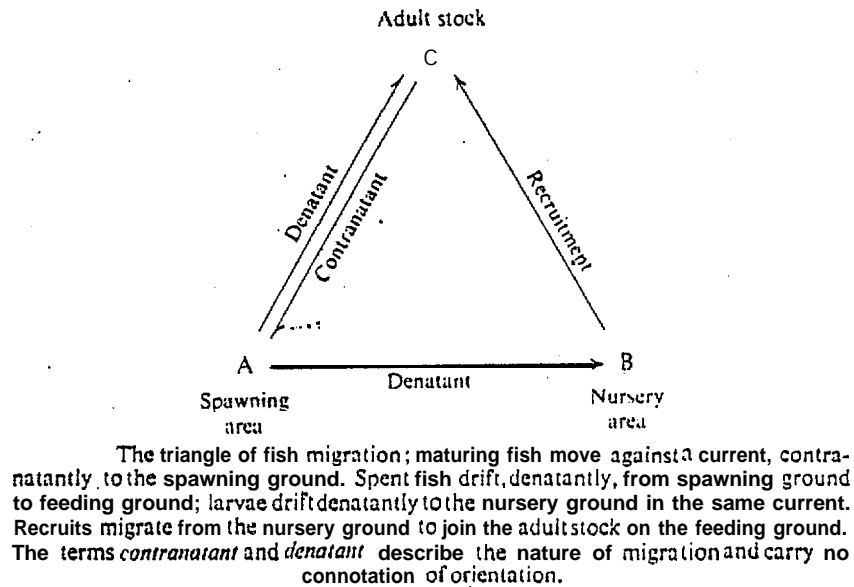 Adult stock
C
Denatant
Contranatant
Recruitment
A
B
Denatant
Spawning
area
Nursery
area
The triangle of fish migration; maturing fish move against a current, contra-
natantly, to the spawning ground. Spent fish drift, denatantly, from spawning ground
to feeding ground; larvae drift denatantly to the nursery ground in the same current.
Recruits migrate from the nursery ground to join the adult stock on the feeding ground.
The terms contranatant and denatant describe the nature of migration and carry no
connotation of orientation.